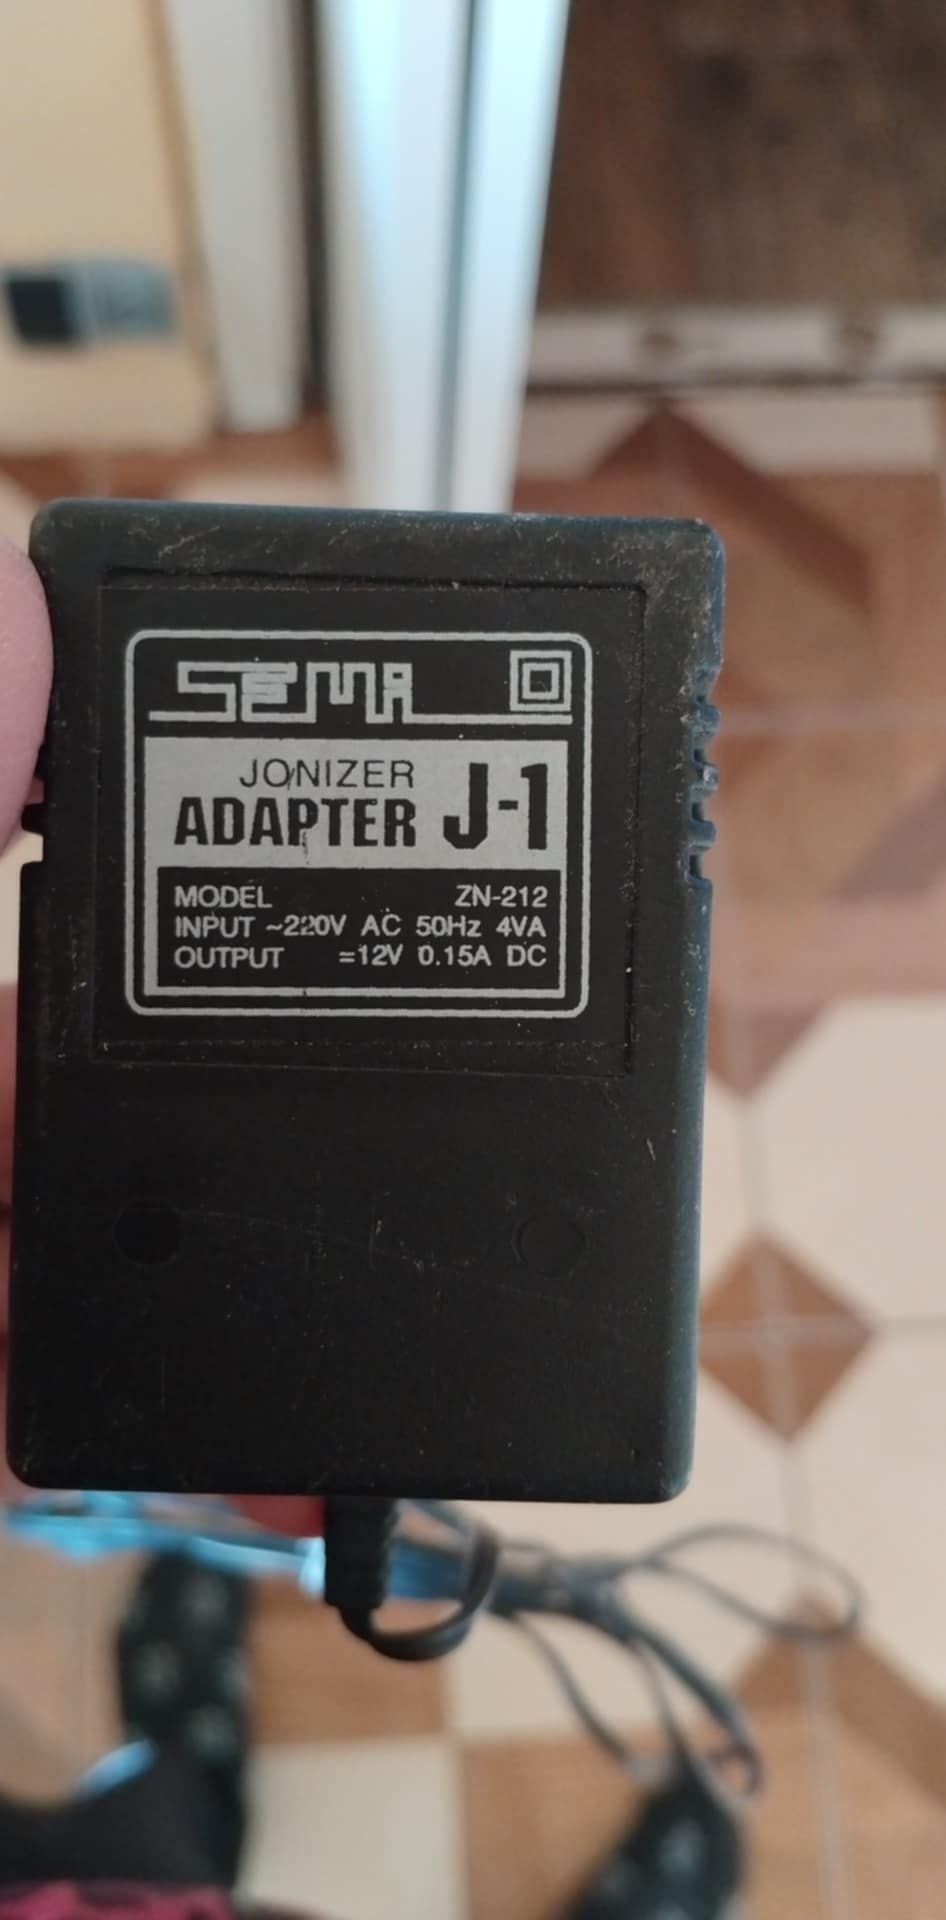 SEMA
JONIZER
ADAPTER J-1
MODEL ZN-212
INPUT ~220V AC 50Hz 4VA
OUTPUT =12V 0.15A DC